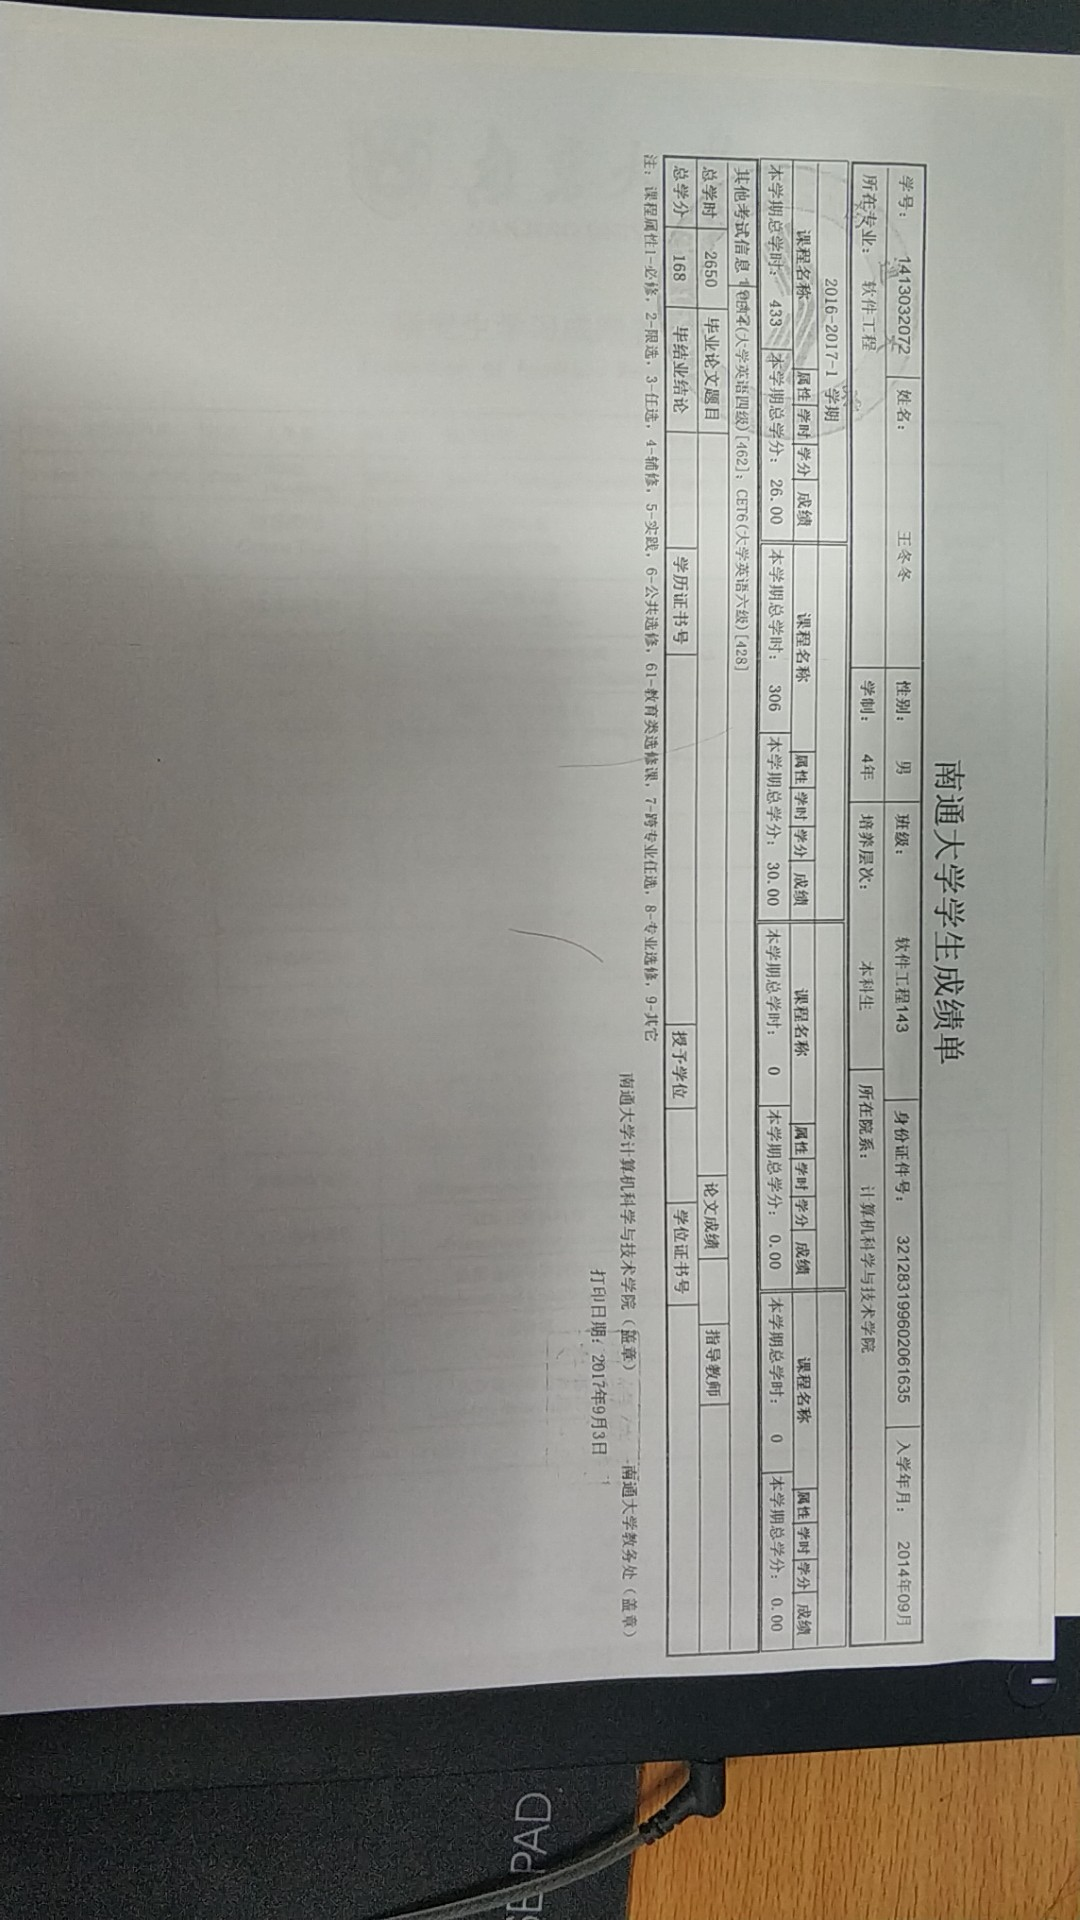 南通大学学生成绩单
学号： 1413032072 姓名： 王冬冬 性别： 男 班级： 软件工程143 身份证件号： 321283199602061635 入学年月： 2014年09月
所在专业： 软件工程 学制： 4年 培养层次： 本科生 所在院系： 计算机科学与技术学院
2016-2017-1 学期
课程名称 属性 学时 学分 成绩 课程名称 属性 学时 学分 成绩 课程名称 属性 学时 学分 成绩 课程名称 属性 学时 学分 成绩
本学期总学时： 433 本学期总学分： 26.00 本学期总学时： 306 本学期总学分： 30.00 本学期总学时： 0 本学期总学分： 0.00 本学期总学时： 0 本学期总学分： 0.00
其他考试信息 (大学英语四级)[462]；CET6(大学英语六级)[428]
总学时 2650 毕业论文题目 论文成绩 指导教师
总学分 168 毕结业结论 学历证书号 授予学位 学位证书号
注：课程属性1-必修，2-限选，3-任选，4-辅修，5-实践，6-公共选修，61-教育类选修课，7-跨专业任选，8-专业选修，9-其它
南通大学计算机科学与技术学院（盖章） 南通大学教务处（盖章）
打印日期：2017年9月3日
SEPAD